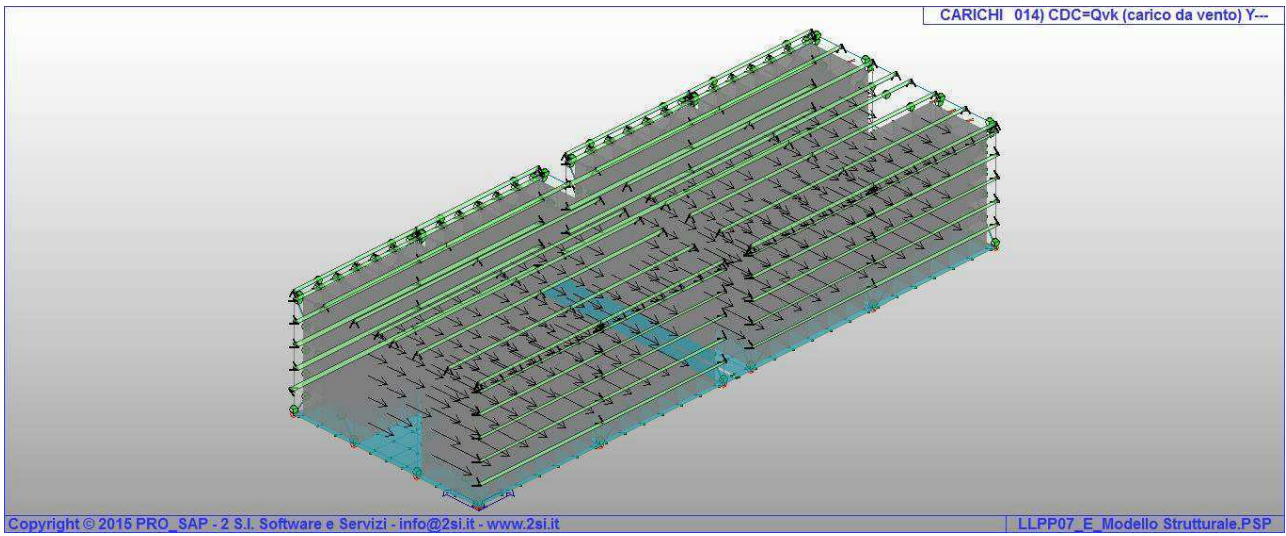 CARICHI 014) CDC=Qvk (carico da vento) Y---
Copyright © 2015 PRO_SAP - 2 S.I. Software e Servizi - info@2si.it - www.2si.it
LLPP07_E_Modello Strutturale.PSP